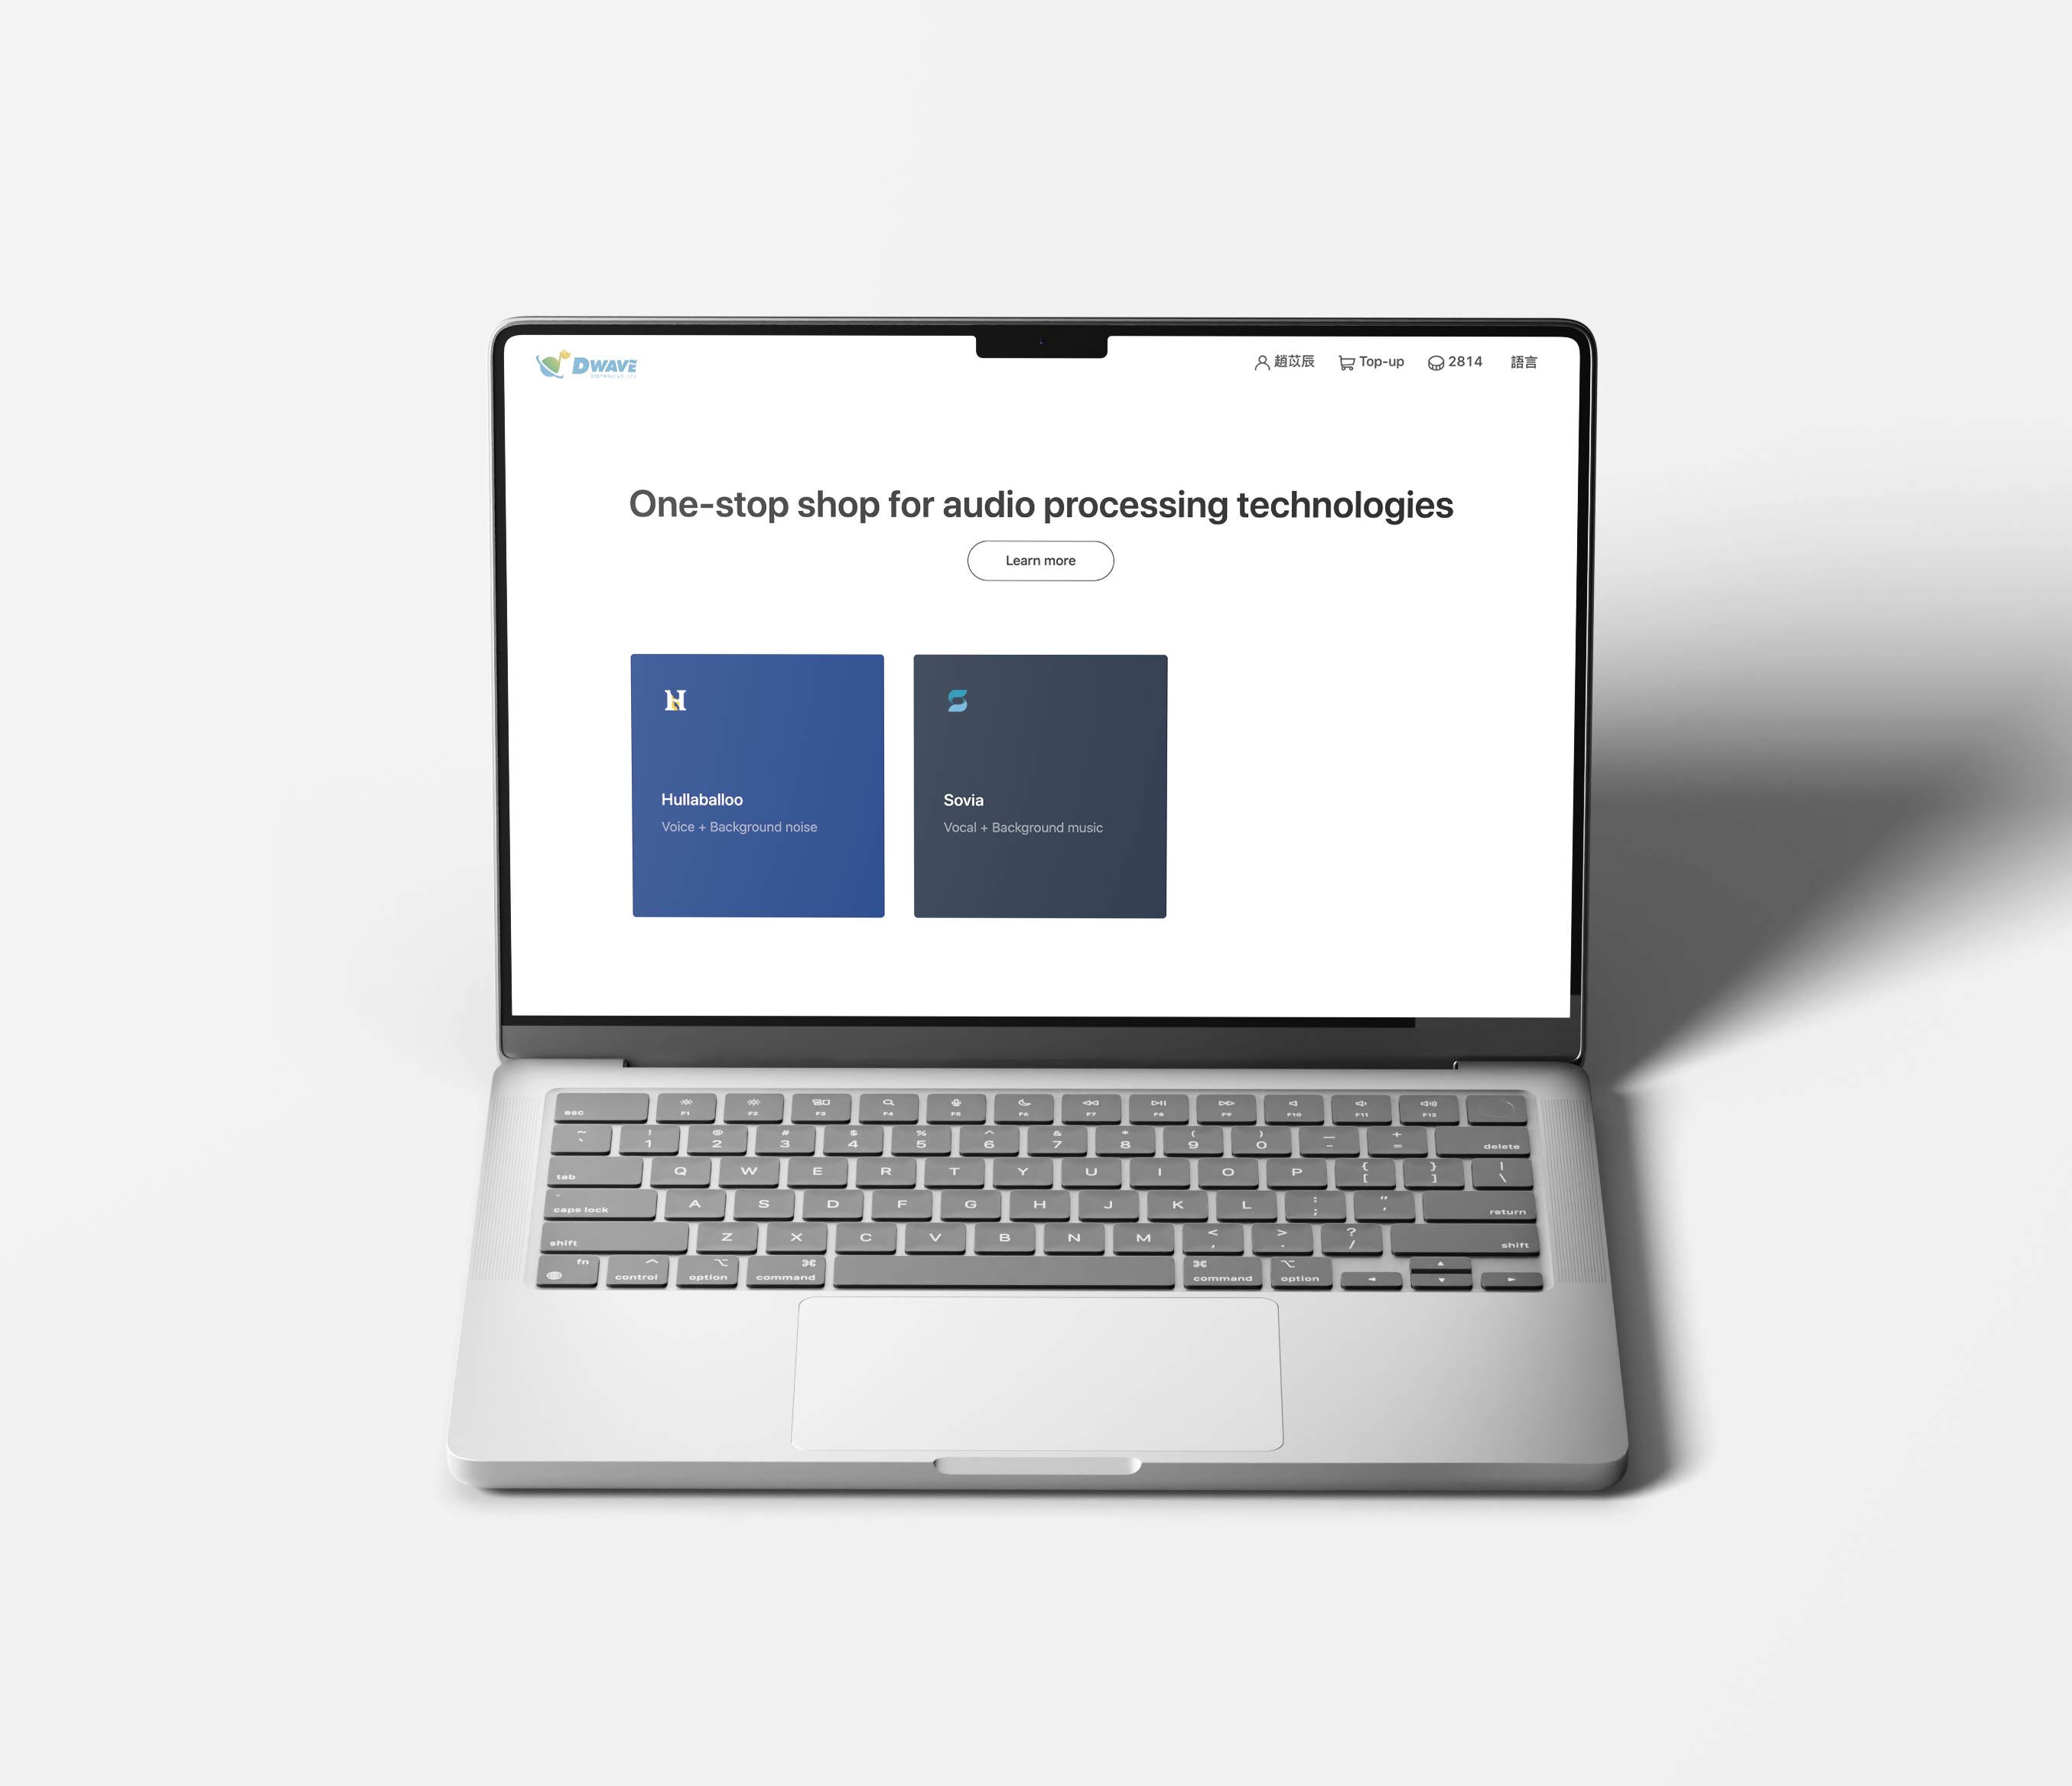 DWAVE
趙苡辰 Top-up 2814 語言
One-stop shop for audio processing technologies
Learn more
Hullaballoo
Voice + Background noise
Sovia
Vocal + Background music
esc F1 F2 F3 F4 F5 F6 F7 F8 F9 F10 F11 F12
~ ! @ # $ % ^ & * ( ) — +
` 1 2 3 4 5 6 7 8 9 0 - = delete
tab Q W E R T Y U I O P { [ } ] | \
caps lock A S D F G H J K L : ; " ' return
shift Z X C V B N M < , > . ? / shift
fn control option command command option